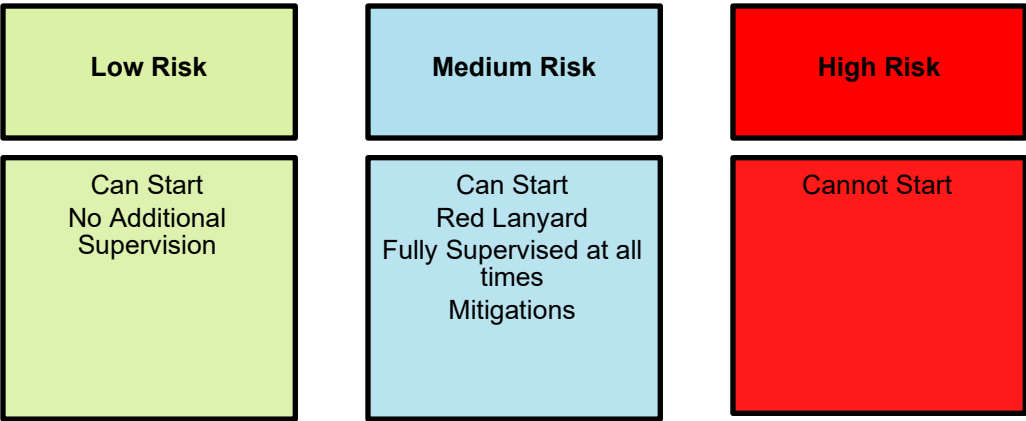 Low Risk
Medium Risk
High Risk
Can Start
No Additional
Supervision
Can Start
Red Lanyard
Fully Supervised at all
times
Mitigations
Cannot Start